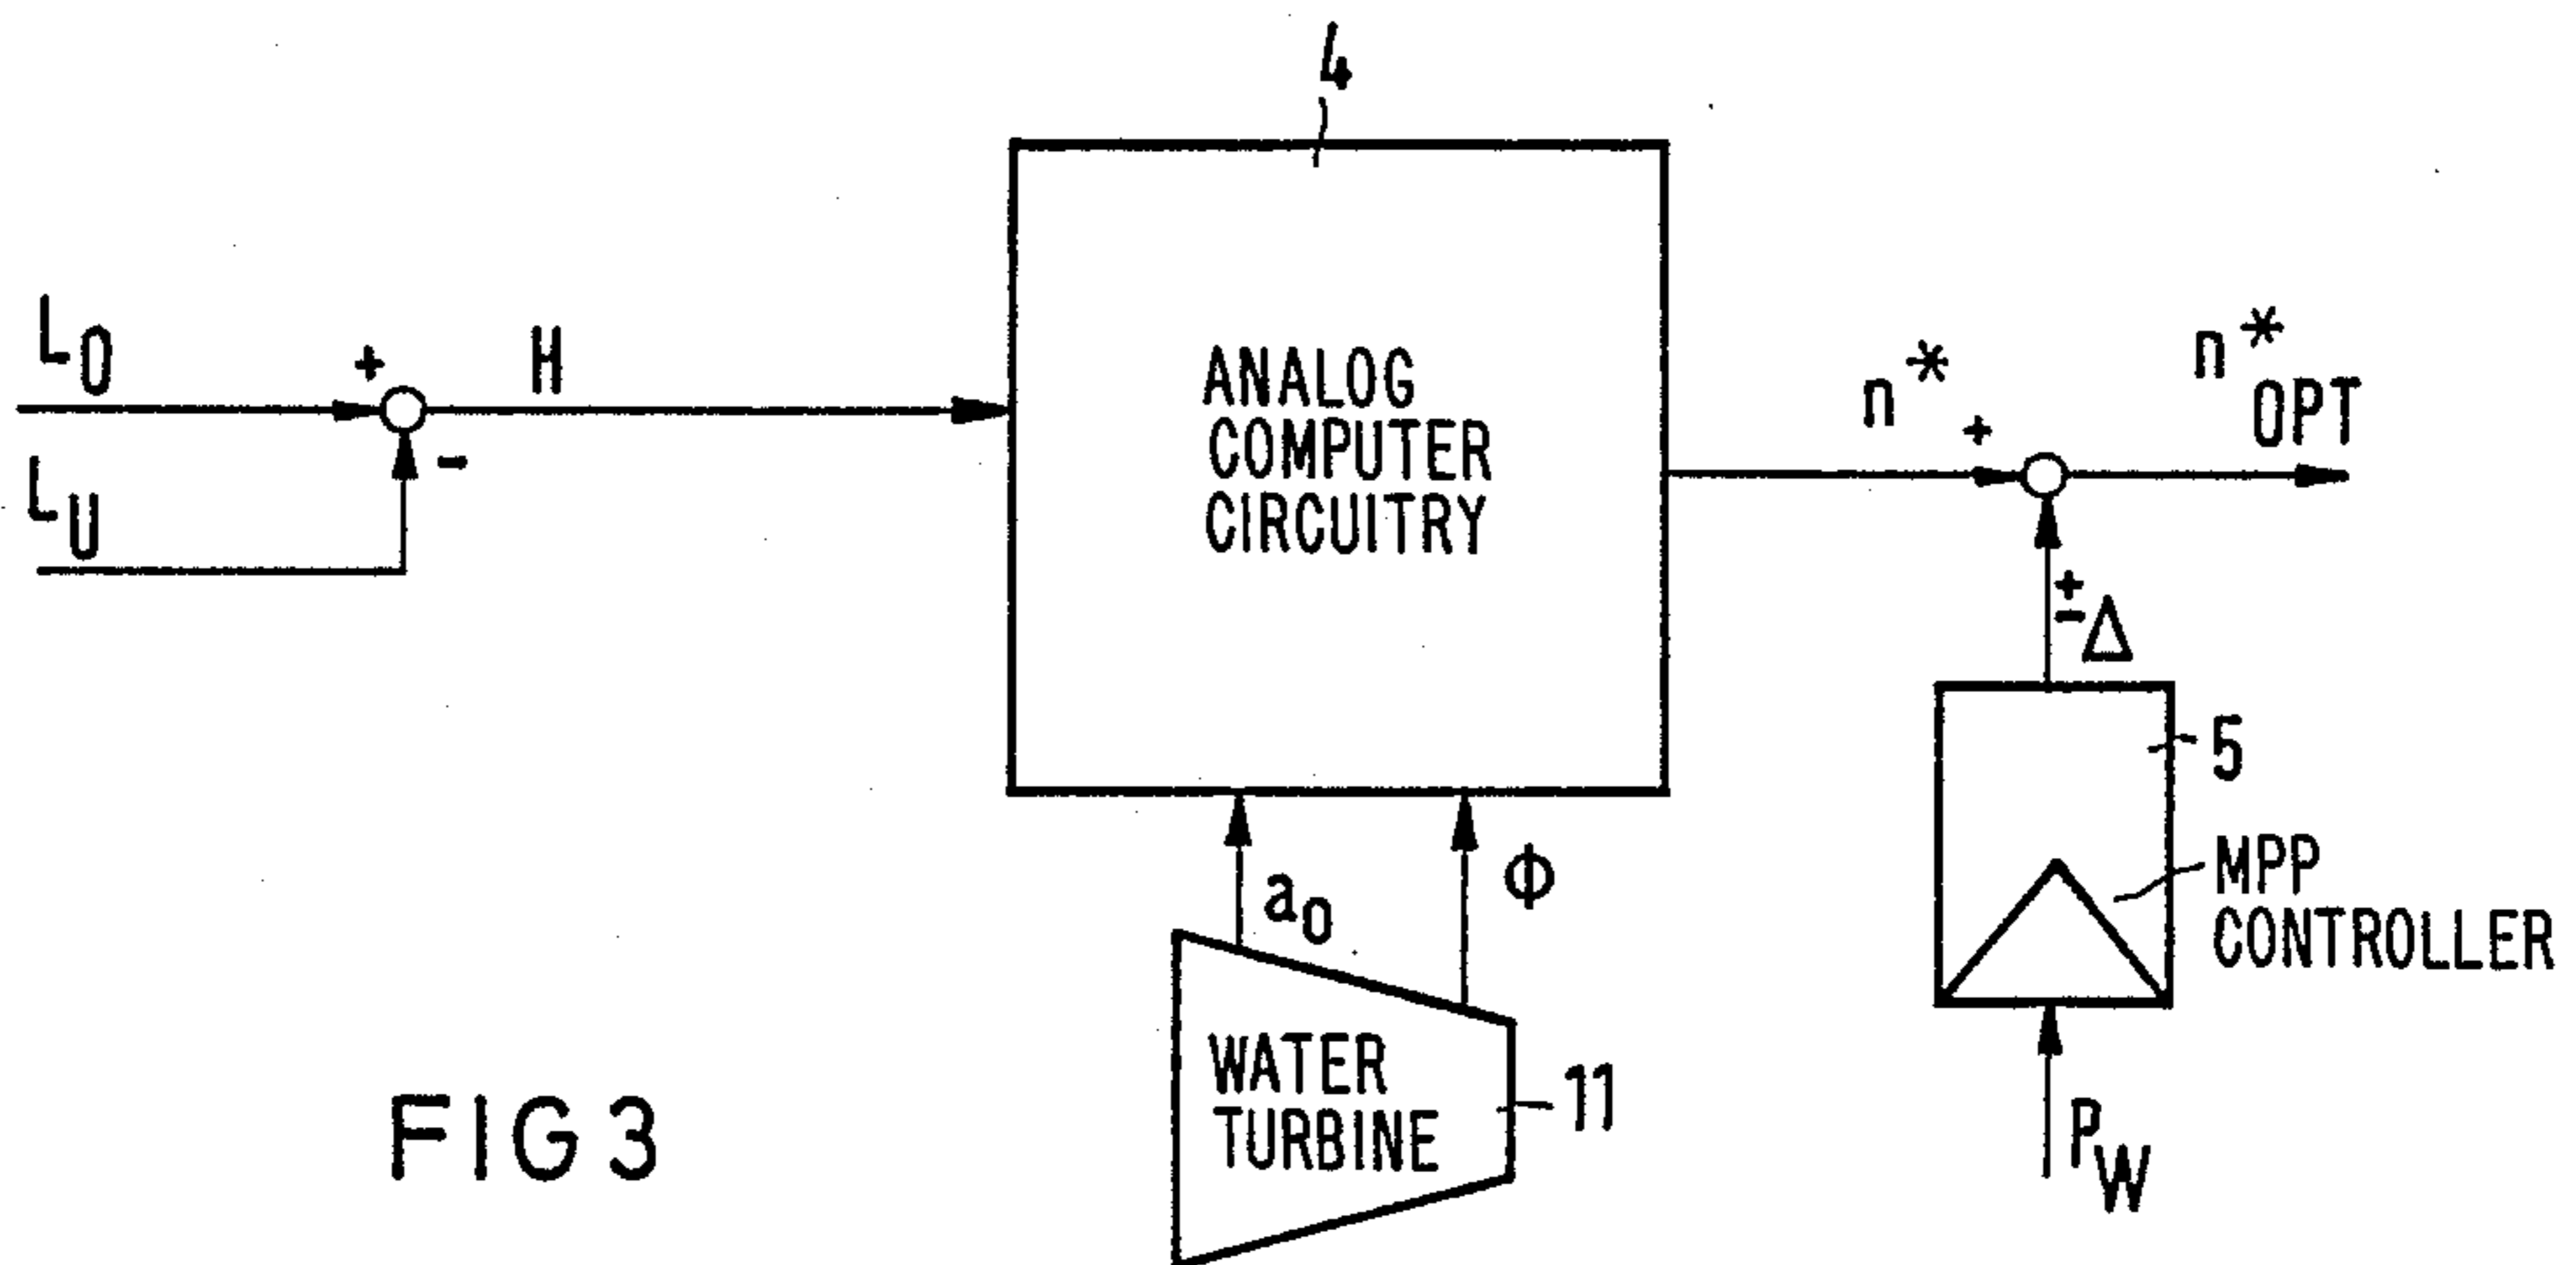 4
L0
+
H
LU
-
ANALOG
COMPUTER
CIRCUITRY
n*
+
n*OPT
±Δ
5
MPP
CONTROLLER
a0
Φ
WATER
TURBINE
11
PW
FIG 3